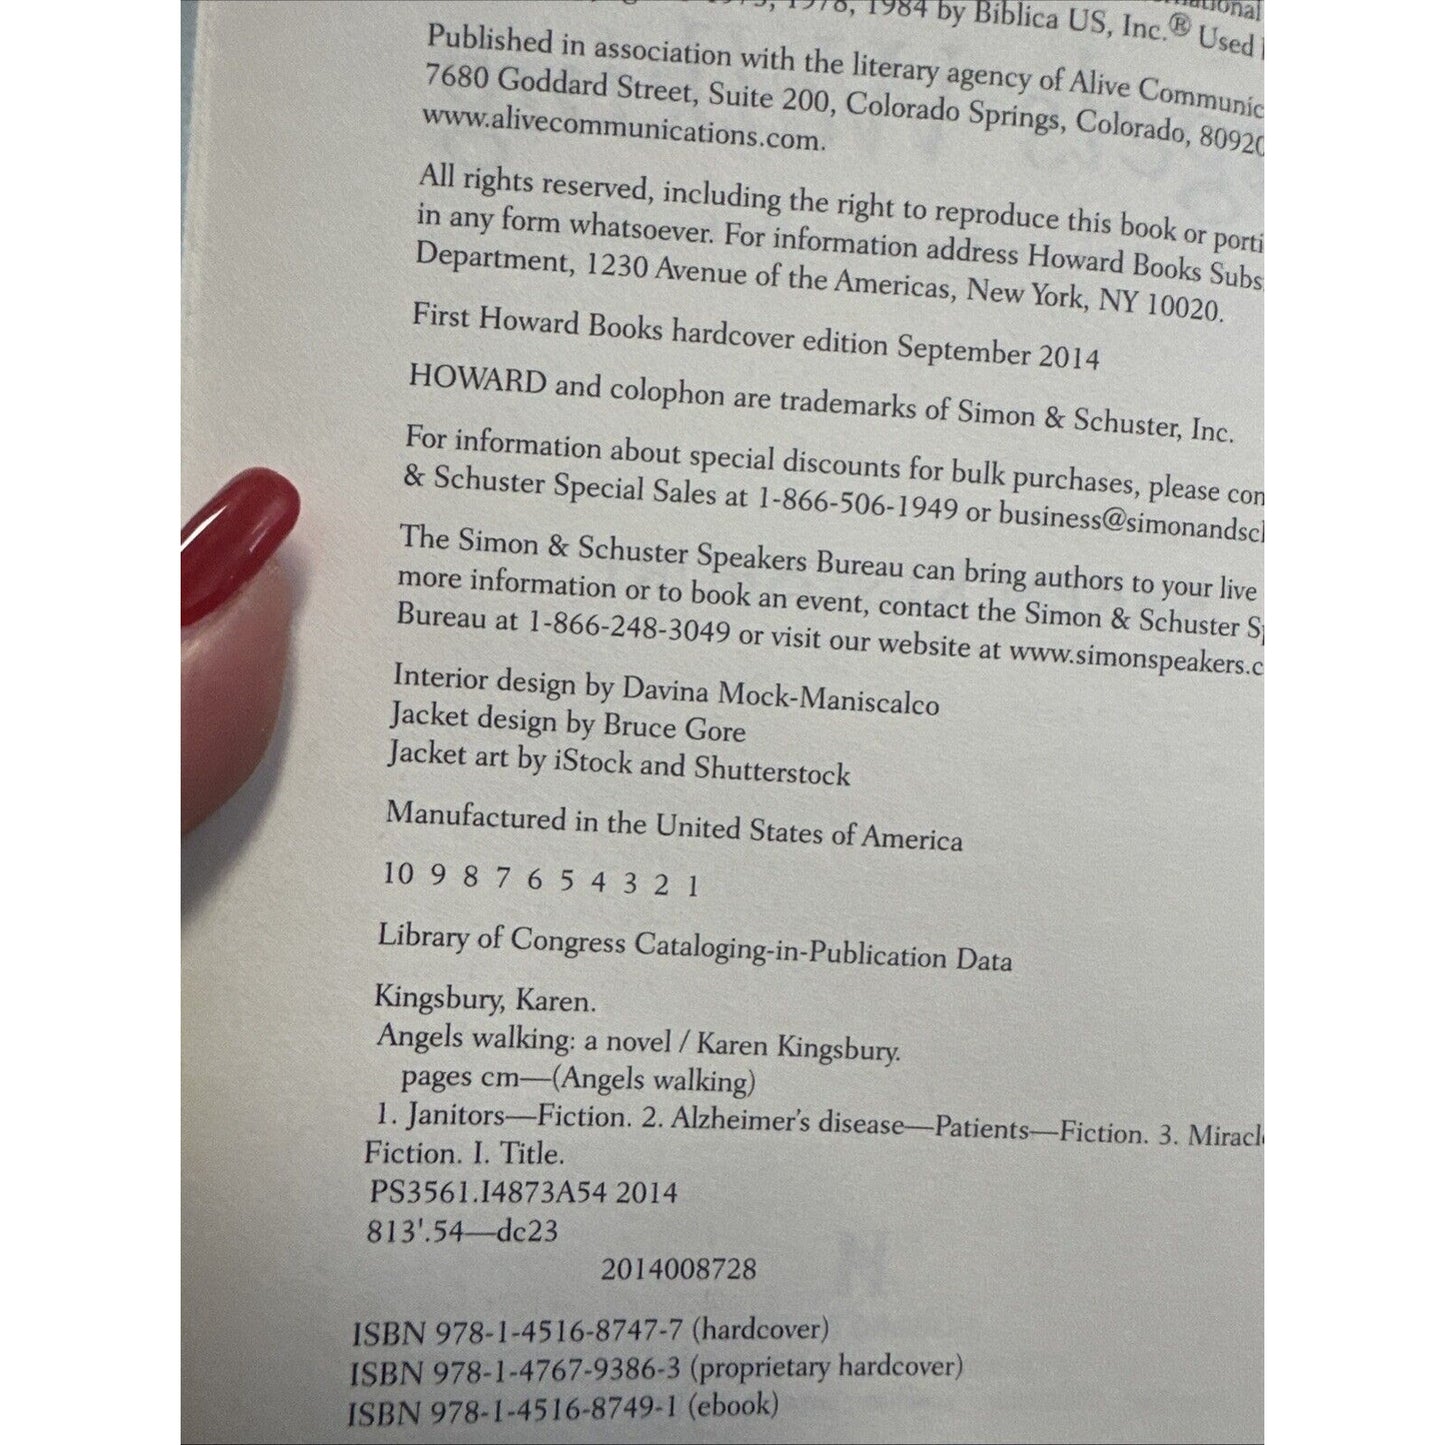 1978, 1984 by Biblica US, Inc.® Used
Published in association with the literary agency of Alive Communic
7680 Goddard Street, Suite 200, Colorado Springs, Colorado, 80920
www.alivecommunications.com.
All rights reserved, including the right to reproduce this book or porti
in any form whatsoever. For information address Howard Books Subs
Department, 1230 Avenue of the Americas, New York, NY 10020.
First Howard Books hardcover edition September 2014
HOWARD and colophon are trademarks of Simon & Schuster, Inc.
For information about special discounts for bulk purchases, please con
& Schuster Special Sales at 1-866-506-1949 or business@simonandscl
The Simon & Schuster Speakers Bureau can bring authors to your live
more information or to book an event, contact the Simon & Schuster Sp
Bureau at 1-866-248-3049 or visit our website at www.simonspeakers.c
Interior design by Davina Mock-Maniscalco
Jacket design by Bruce Gore
Jacket art by iStock and Shutterstock
Manufactured in the United States of America
10 9 8 7 6 5 4 3 2 1
Library of Congress Cataloging-in-Publication Data
Kingsbury, Karen.
Angels walking: a novel / Karen Kingsbury.
pages cm—(Angels walking)
1. Janitors—Fiction. 2. Alzheimer's disease—Patients—Fiction. 3. Miracl
Fiction. I. Title.
PS3561.I4873A54 2014
813'.54—dc23
2014008728
ISBN 978-1-4516-8747-7 (hardcover)
ISBN 978-1-4767-9386-3 (proprietary hardcover)
ISBN 978-1-4516-8749-1 (ebook)